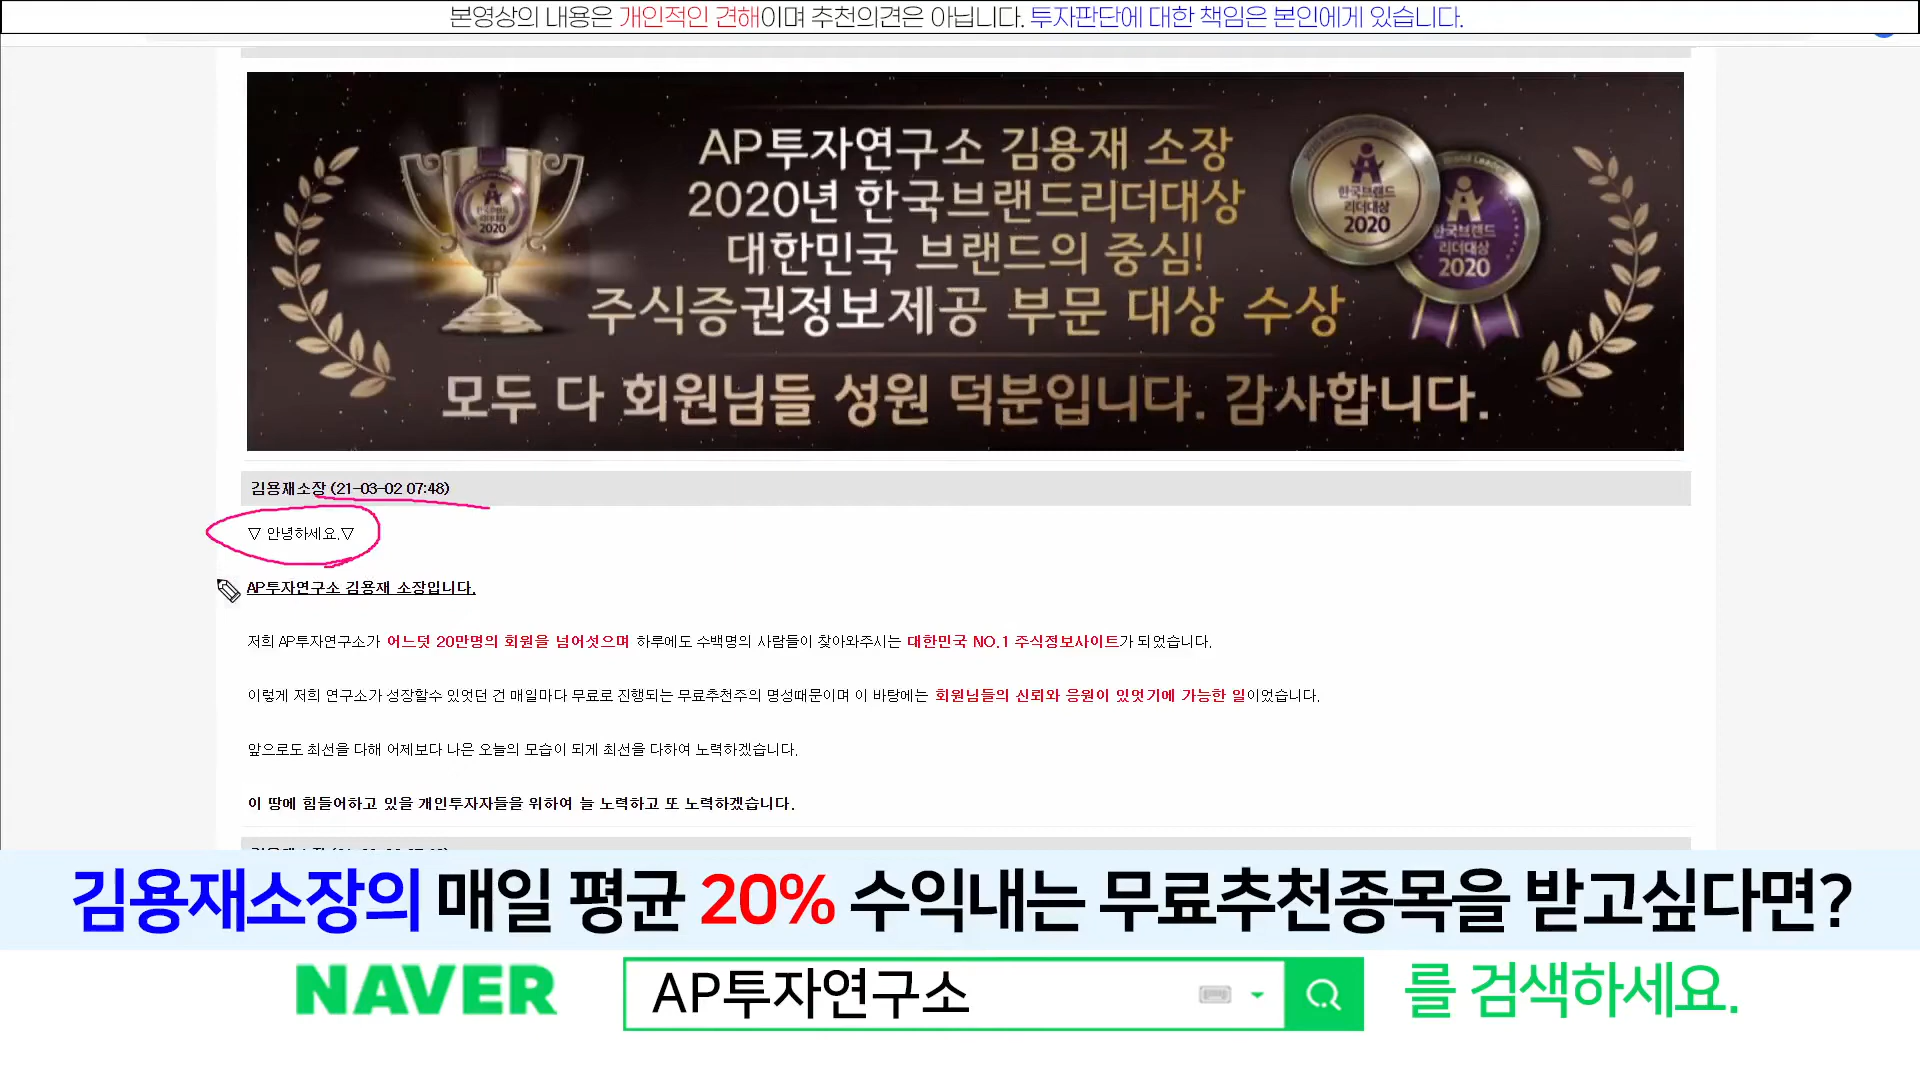 본영상의 내용은 개인적인 견해이며 추천의견은 아닙니다. 투자판단에 대한 책임은 본인에게 있습니다.
AP투자연구소 김용재 소장
2020년 한국브랜드리더대상
대한민국 브랜드의 중심!
주식증권정보제공 부문 대상 수상
모두 다 회원님들 성원 덕분입니다. 감사합니다.
한국브랜드
리더대상
2020
Brand Leader
한국브랜드
리더대상
2020
2020
김용재소장 (21-03-02 07:48)
▽ 안녕하세요.▽
AP투자연구소 김용재 소장입니다.
저희 AP투자연구소가 어느덧 20만명의 회원을 넘어섯으며 하루에도 수백명의 사람들이 찾아와주시는 대한민국 NO.1 주식정보사이트가 되었습니다.
이렇게 저희 연구소가 성장할수 있엇던 건 매일마다 무료로 진행되는 무료추천주의 명성때문이며 이 바탕에는 회원님들의 신뢰와 응원이 있엇기에 가능한 일이었습니다.
앞으로도 최선을 다해 어제보다 나은 오늘의 모습이 되게 최선을 다하여 노력하겠습니다.
이 땅에 힘들어하고 있을 개인투자자들을 위하여 늘 노력하고 또 노력하겠습니다.
김용재소장의 매일 평균 20% 수익내는 무료추천종목을 받고싶다면?
NAVER AP투자연구소 를 검색하세요.